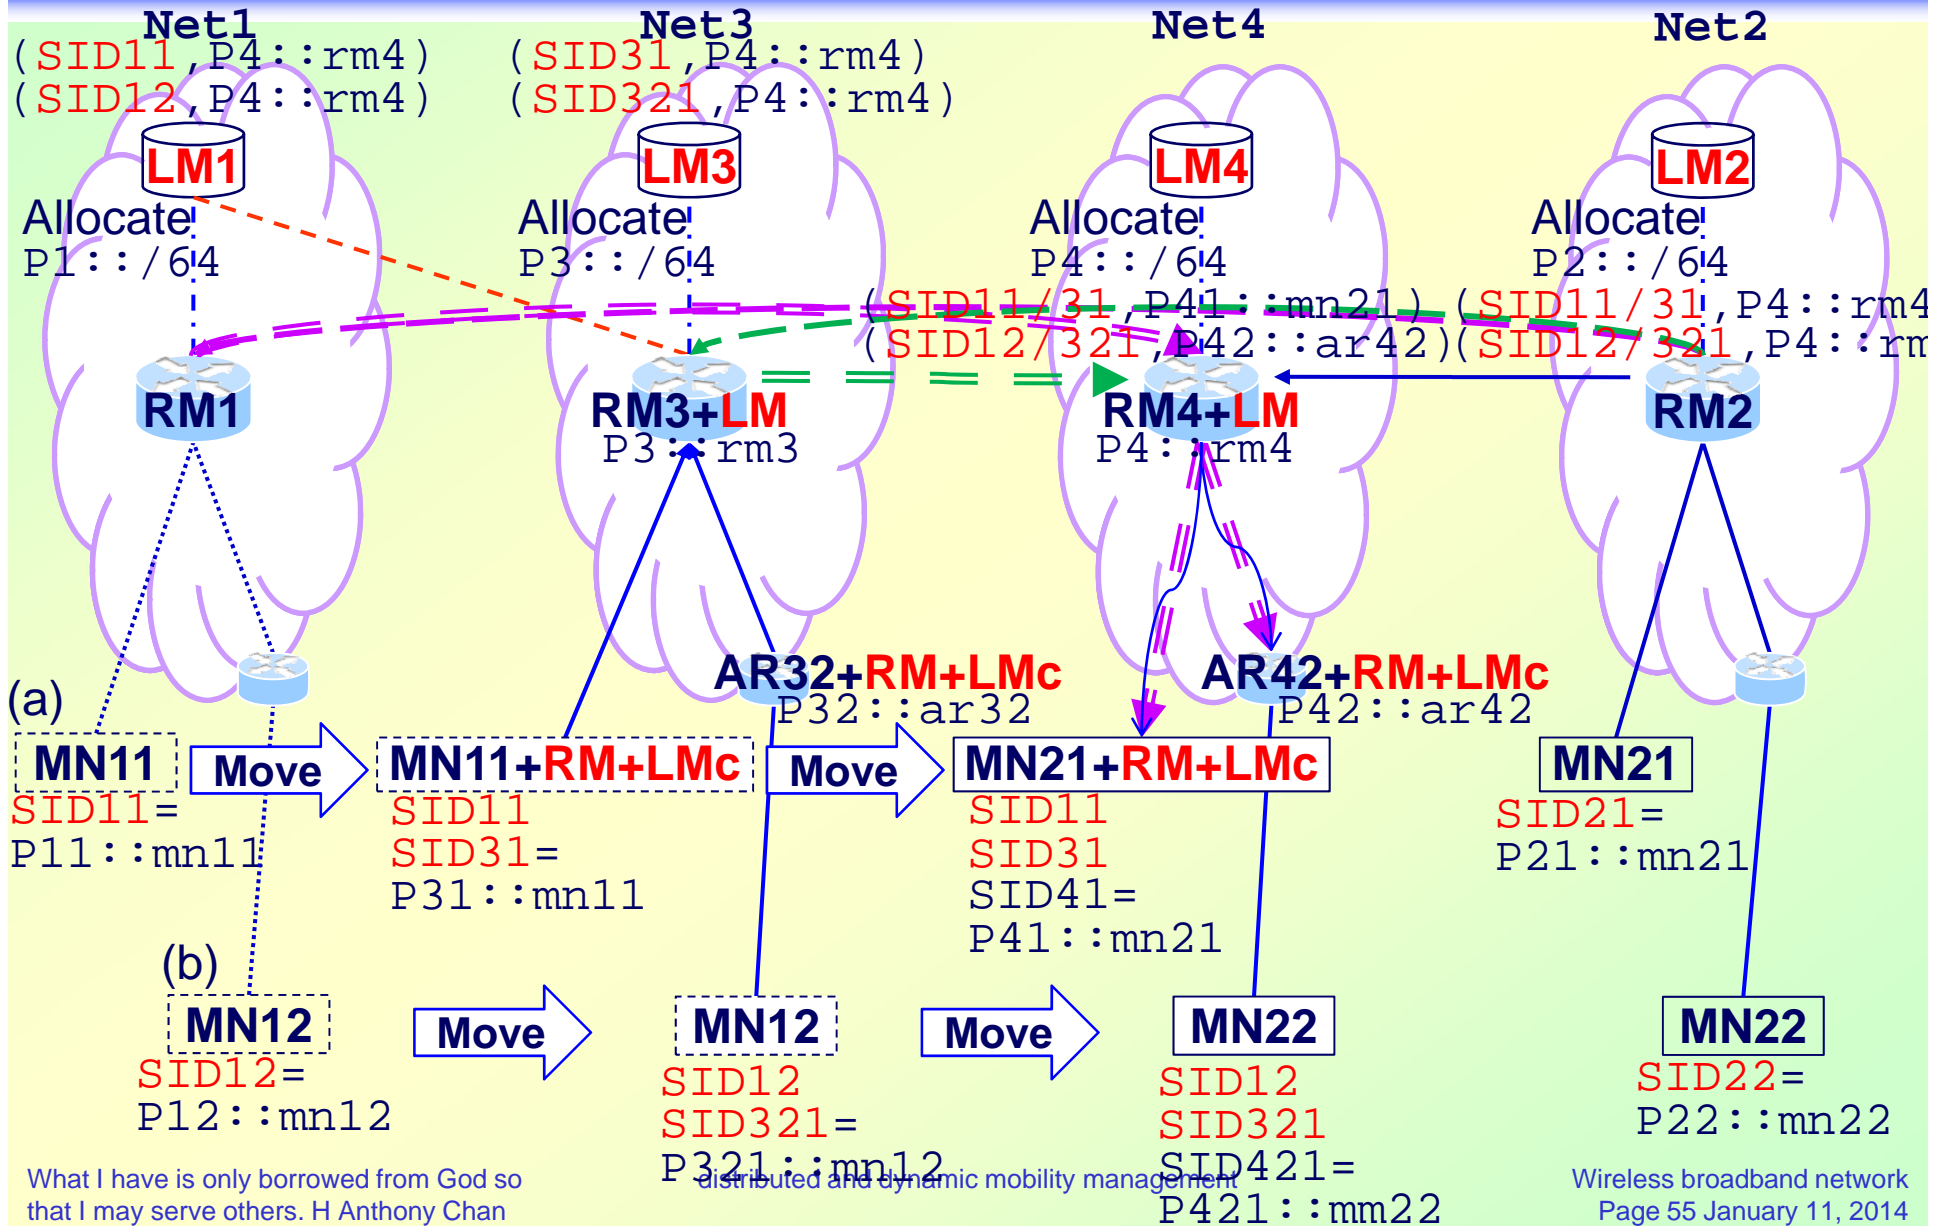 Net1
Net3
Net4
Net2
(SID11,P4::rm4)
(SID12,P4::rm4)
(SID31,P4::rm4)
(SID321,P4::rm4)
LM1
LM3
LM4
LM2
Allocate
P1::/64
Allocate
P3::/64
Allocate
P4::/64
Allocate
P2::/64
(SID11/31,P41::mn21)
(SID12/321,P42::ar42)
(SID11/31,P4::rm4
(SID12/321,P4::rm
RM1
RM3+LM
P3::rm3
RM4+LM
P4::rm4
RM2
AR32+RM+LMc
P32::ar32
AR42+RM+LMc
P42::ar42
(a)
MN11
Move
MN11+RM+LMc
Move
MN21+RM+LMc
MN21
SID11=
P11::mn11
SID11
SID31=
P31::mn11
SID11
SID31
SID41=
P41::mn21
SID21=
P21::mn21
(b)
MN12
Move
MN12
Move
MN22
MN22
SID12=
P12::mn12
SID12
SID321=
P321::mn12
SID12
SID321
SID421=
P421::mm22
SID22=
P22::mn22
What I have is only borrowed from God so
that I may serve others. H Anthony Chan
distributed and dynamic mobility management
Wireless broadband network
Page 55 January 11, 2014